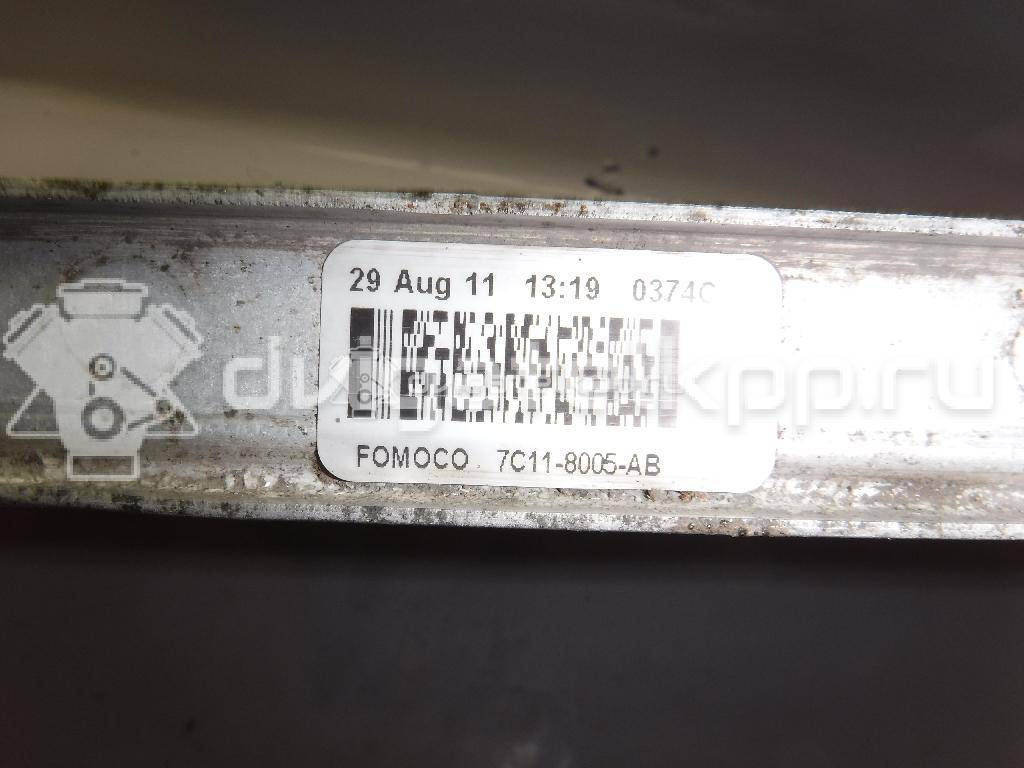 29 Aug 11 13:19 0374C
FOMOCO 7C11-8005-AB